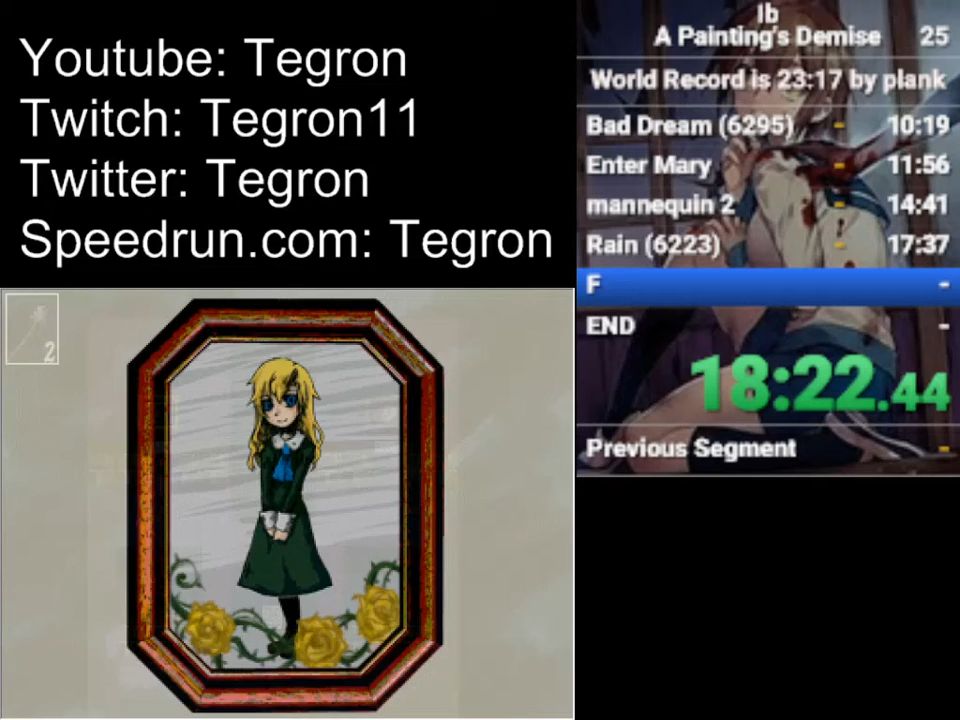 Youtube: Tegron
Twitch: Tegron11
Twitter: Tegron
Speedrun.com: Tegron
Ib
A Painting's Demise 25
World Record is 23:17 by plank
Bad Dream (6295) - 10:19
Enter Mary - 11:56
mannequin 2 - 14:41
Rain (6223) - 17:37
F -
END -
18:22.44
Previous Segment -
2